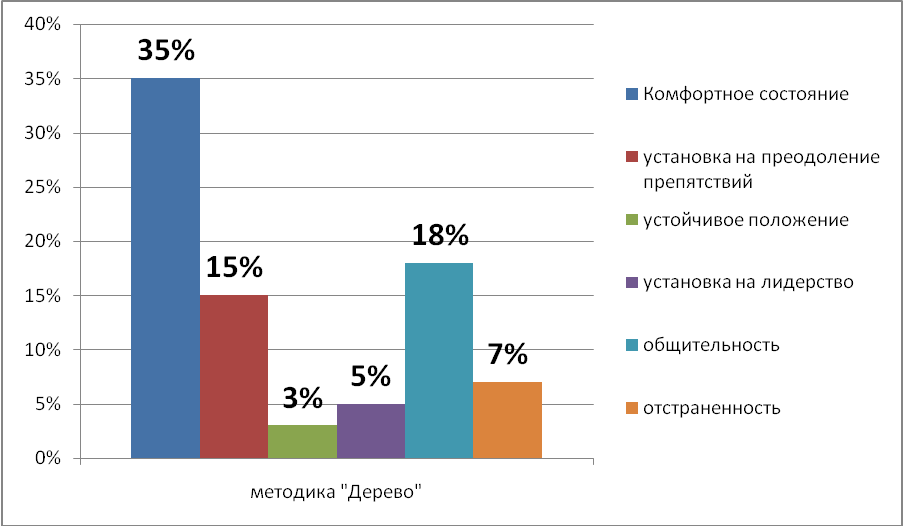 40%
35%
30%
25%
20%
15%
10%
5%
0%
35%
15%
3%
5%
18%
7%
методика "Дерево"
Комфортное состояние
установка на преодоление
препятствий
устойчивое положение
установка на лидерство
общительность
отстраненность